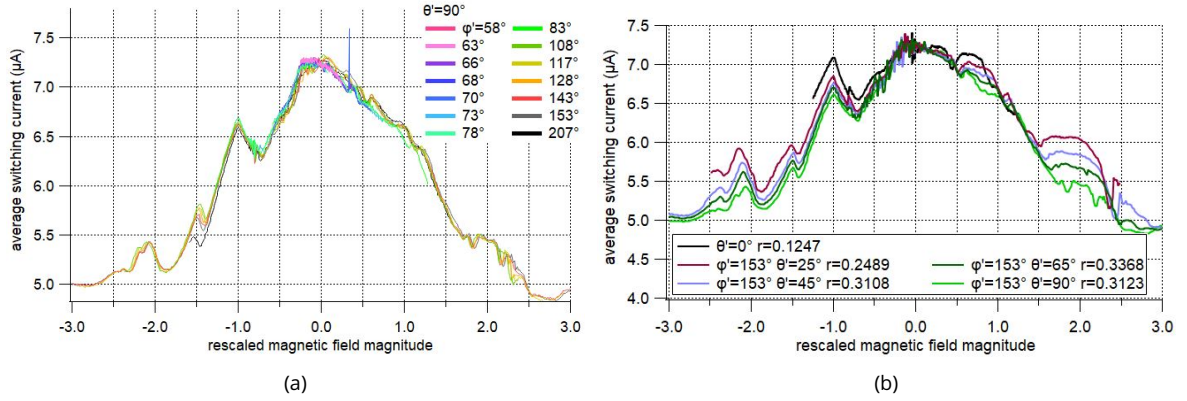 θ'=90°
φ'=58°
83°
63°
108°
66°
117°
68°
128°
70°
143°
73°
153°
78°
207°
average switching current (µA)
7.5
7.0
6.5
6.0
5.5
5.0
-3.0 -2.0 -1.0 0.0 1.0 2.0 3.0
rescaled magnetic field magnitude
(a)
average switching current (µA)
7.5
7.0
6.5
6.0
5.5
5.0
4.5
4.0
θ'=0° r=0.1247
φ'=153° θ'=25° r=0.2489
φ'=153° θ'=65° r=0.3368
φ'=153° θ'=45° r=0.3108
φ'=153° θ'=90° r=0.3123
-3.0 -2.0 -1.0 0.0 1.0 2.0 3.0
rescaled magnetic field magnitude
(b)